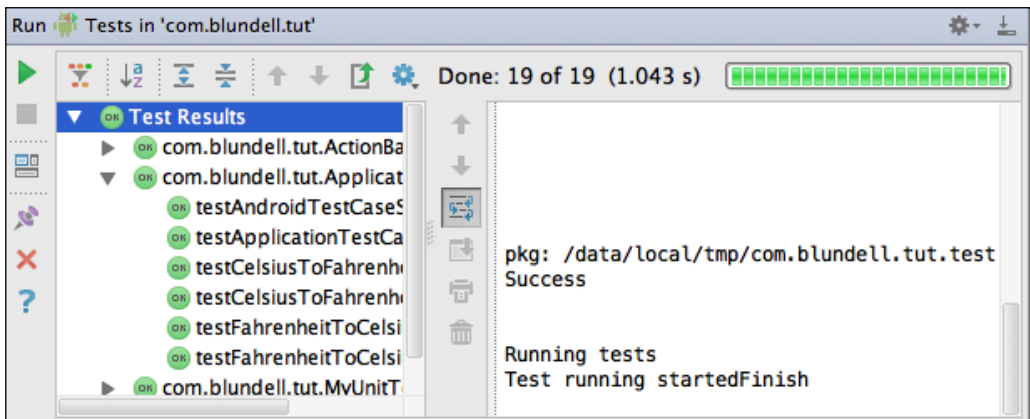 Run Tests in 'com.blundell.tut'
Done: 19 of 19 (1.043 s)
OK Test Results
OK com.blundell.tut.ActionBa
OK com.blundell.tut.Applicat
OK testAndroidTestCaseS
OK testApplicationTestCa
OK testCelsiusToFahrenhe
OK testCelsiusToFahrenhe
OK testFahrenheitToCelsi
OK testFahrenheitToCelsi
OK com.blundell.tut.MyUnitT
pkg: /data/local/tmp/com.blundell.tut.test
Success
Running tests
Test running startedFinish